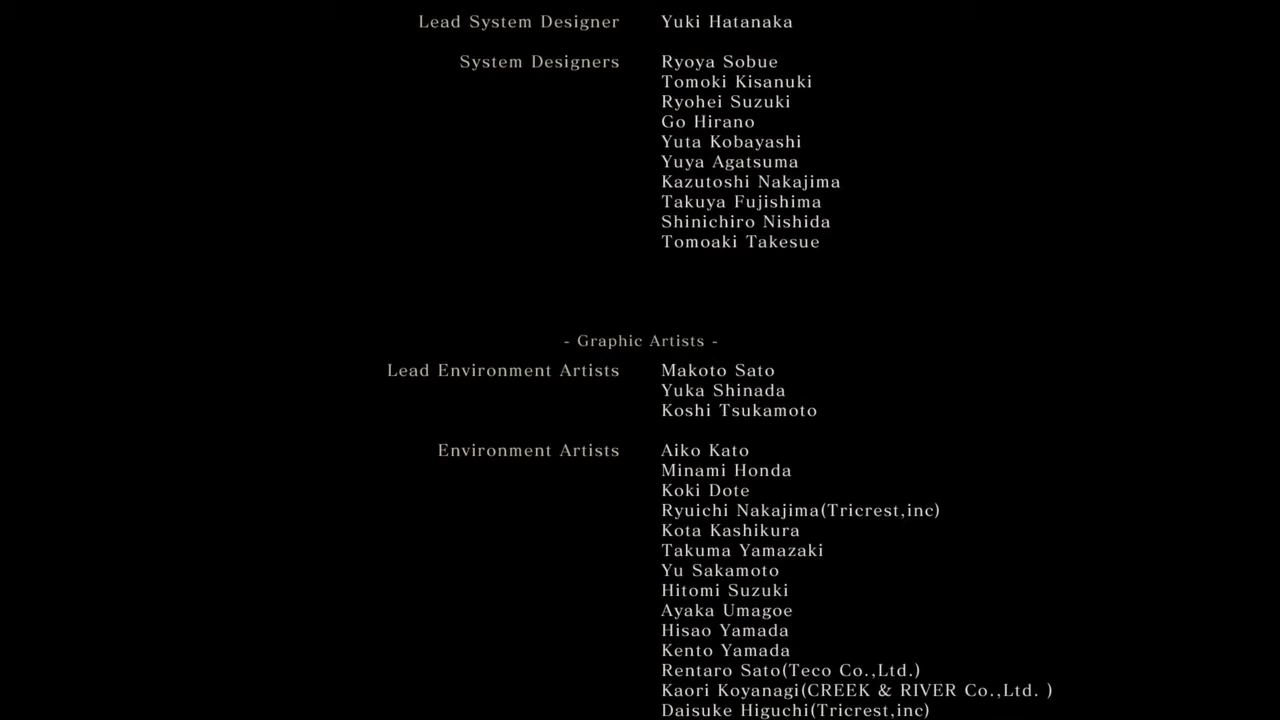 Lead System Designer Yuki Hatanaka
System Designers Ryoya Sobue
Tomoki Kisanuki
Ryohei Suzuki
Go Hirano
Yuta Kobayashi
Yuya Agatsuma
Kazutoshi Nakajima
Takuya Fujishima
Shinichiro Nishida
Tomoaki Takesue
- Graphic Artists -
Lead Environment Artists Makoto Sato
Yuka Shinada
Koshi Tsukamoto
Environment Artists Aiko Kato
Minami Honda
Koki Dote
Ryuichi Nakajima(Tricrest,inc)
Kota Kashikura
Takuma Yamazaki
Yu Sakamoto
Hitomi Suzuki
Ayaka Umagoe
Hisao Yamada
Kento Yamada
Rentaro Sato(Teco Co.,Ltd.)
Kaori Koyanagi(CREEK & RIVER Co.,Ltd. )
Daisuke Higuchi(Tricrest,inc)